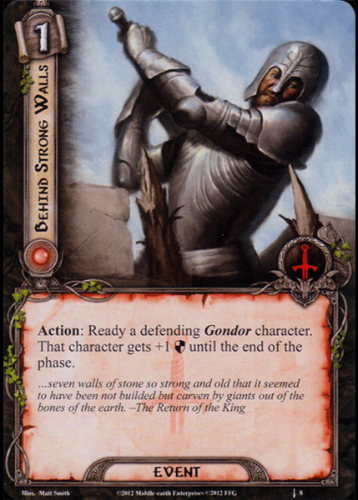 1
BEHIND STRONG WALLS
Action: Ready a defending Gondor character.
That character gets +1 until the end of the
phase.
...seven walls of stone so strong and old that it seemed
to have been not builded but carven by giants out of the
bones of the earth. –The Return of the King
EVENT
Illus. Matt Smith
©2012 Middle-earth Enterprises ©2012 FFG
8